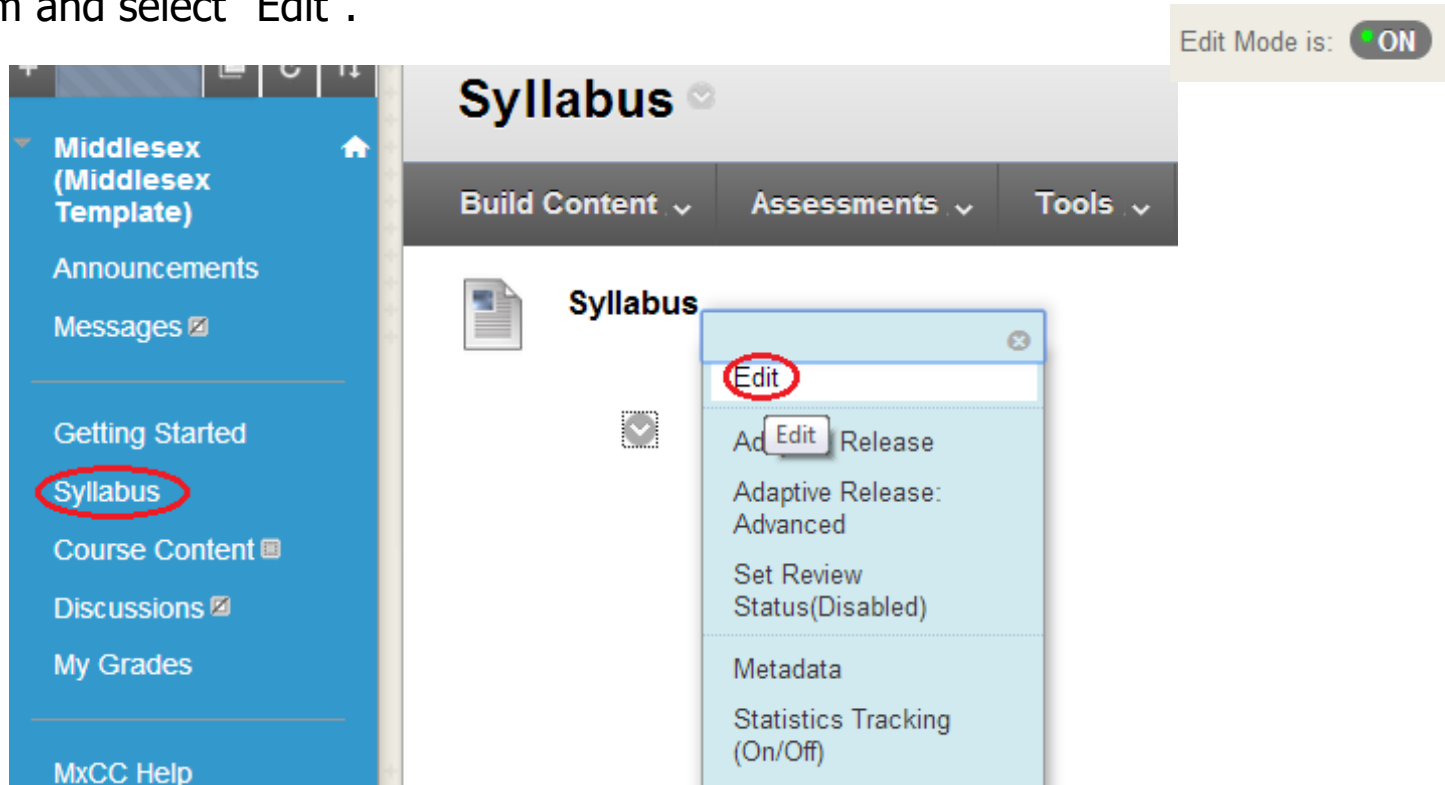 and select "Edit".
Edit Mode is: ON
Syllabus
Middlesex
(Middlesex
Template)
Announcements
Messages
Getting Started
Syllabus
Course Content
Discussions
My Grades
MxCC Help
Build Content
Assessments
Tools
Syllabus
Edit
Edit
Release
Adaptive Release:
Advanced
Set Review
Status(Disabled)
Metadata
Statistics Tracking
(On/Off)